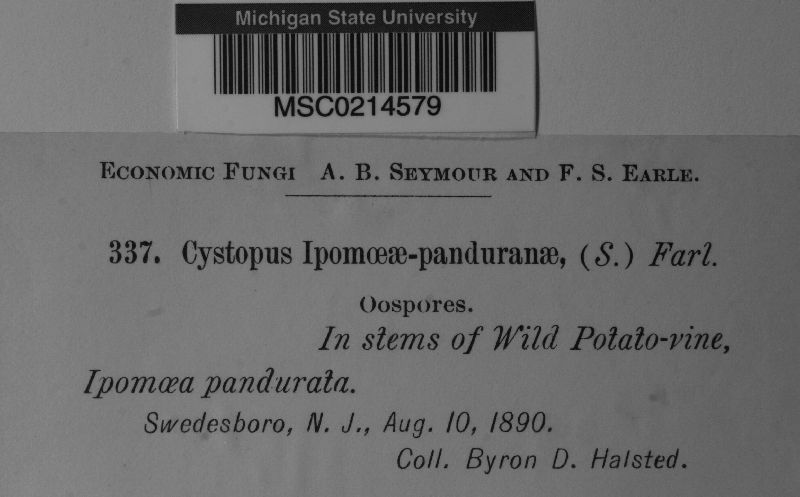 Michigan State University
MSC0214579
Economic Fungi A. B. Seymour and F. S. Earle.
337. Cystopus Ipomœæ-panduranæ, (S.) Farl.
Oospores.
In stems of Wild Potato-vine,
Ipomœa pandurata.
Swedesboro, N. J., Aug. 10, 1890.
Coll. Byron D. Halsted.